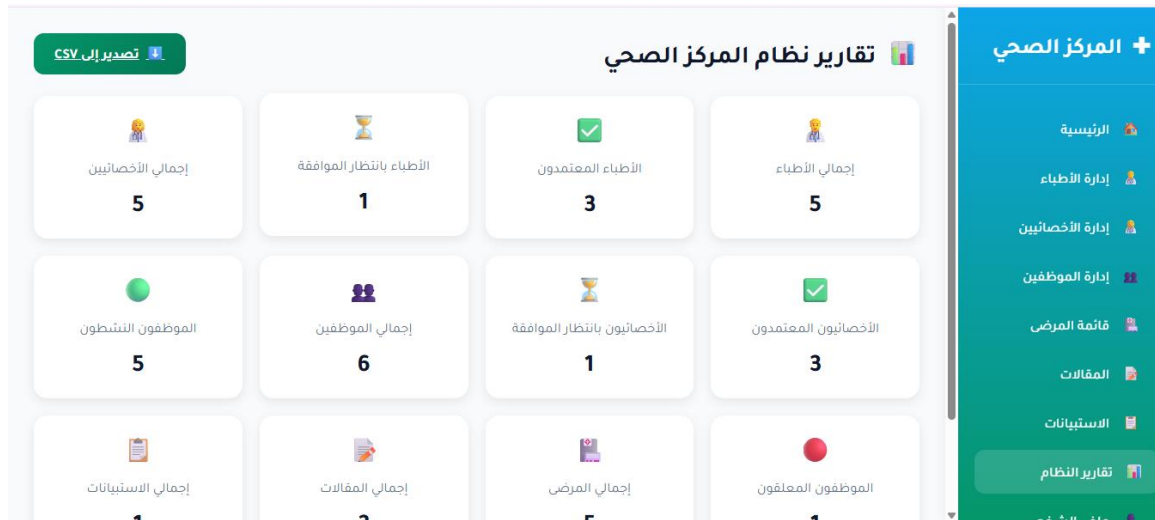 المركز الصحي
الرئيسية
إدارة الأطباء
إدارة الأخصائيين
إدارة الموظفين
قائمة المرضى
المقالات
الاستبيانات
تقارير النظام
تقارير نظام المركز الصحي
تصدير إلى CSV
إجمالي الأطباء
5
الأطباء المعتمدون
3
الأطباء بانتظار الموافقة
1
إجمالي الأخصائيين
5
الأخصائيون المعتمدون
3
الأخصائيون بانتظار الموافقة
1
إجمالي الموظفين
6
الموظفون النشطون
5
الموظفون المعلقون
إجمالي المرضى
إجمالي المقالات
إجمالي الاستبيانات